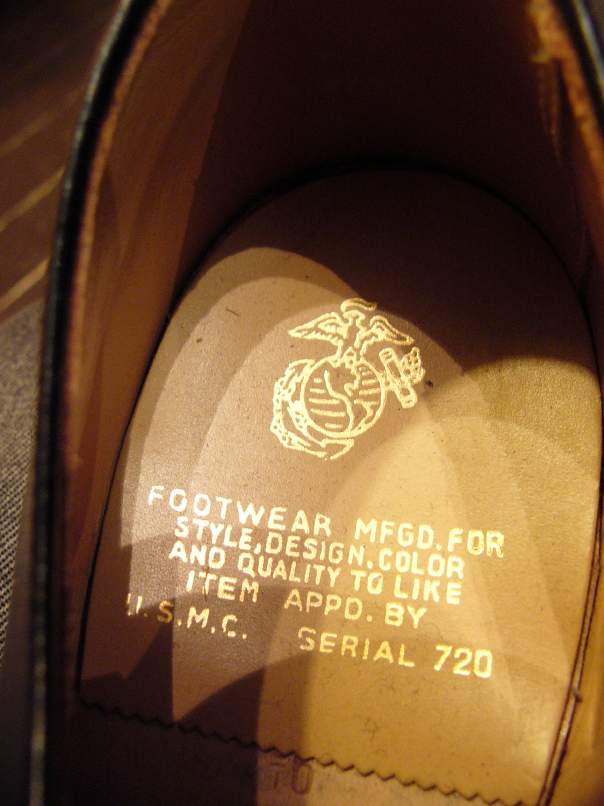 FOOTWEAR MFGD. FOR
STYLE, DESIGN, COLOR
AND QUALITY TO LIKE
ITEM APPD. BY
U.S.M.C. SERIAL 720